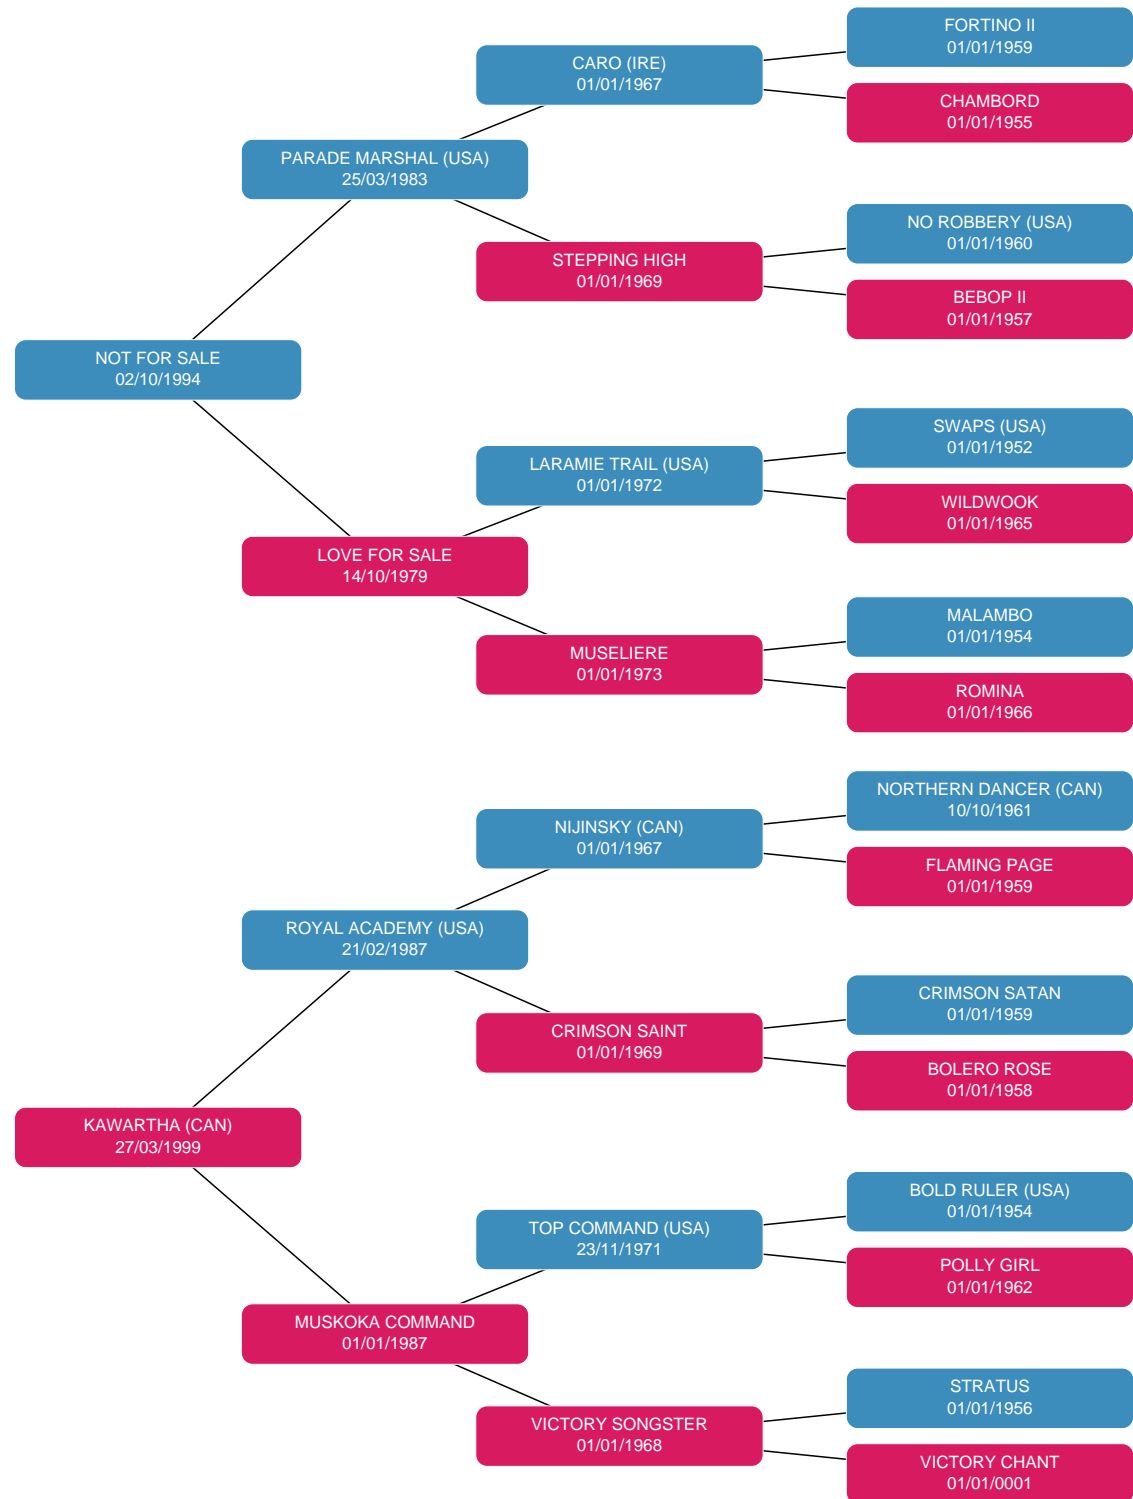 FORTINO II
01/01/1959
CARO (IRE)
01/01/1967
CHAMBORD
01/01/1955
PARADE MARSHAL (USA)
25/03/1983
NO ROBBERY (USA)
01/01/1960
STEPPING HIGH
01/01/1969
BEBOP II
01/01/1957
NOT FOR SALE
02/10/1994
SWAPS (USA)
01/01/1952
LARAMIE TRAIL (USA)
01/01/1972
WILDWOOK
01/01/1965
LOVE FOR SALE
14/10/1979
MALAMBO
01/01/1954
MUSELIERE
01/01/1973
ROMINA
01/01/1966
NORTHERN DANCER (CAN)
10/10/1961
NIJINSKY (CAN)
01/01/1967
FLAMING PAGE
01/01/1959
ROYAL ACADEMY (USA)
21/02/1987
CRIMSON SATAN
01/01/1959
CRIMSON SAINT
01/01/1969
BOLERO ROSE
01/01/1958
KAWARTHA (CAN)
27/03/1999
BOLD RULER (USA)
01/01/1954
TOP COMMAND (USA)
23/11/1971
POLLY GIRL
01/01/1962
MUSKOKA COMMAND
01/01/1987
STRATUS
01/01/1956
VICTORY SONGSTER
01/01/1968
VICTORY CHANT
01/01/0001